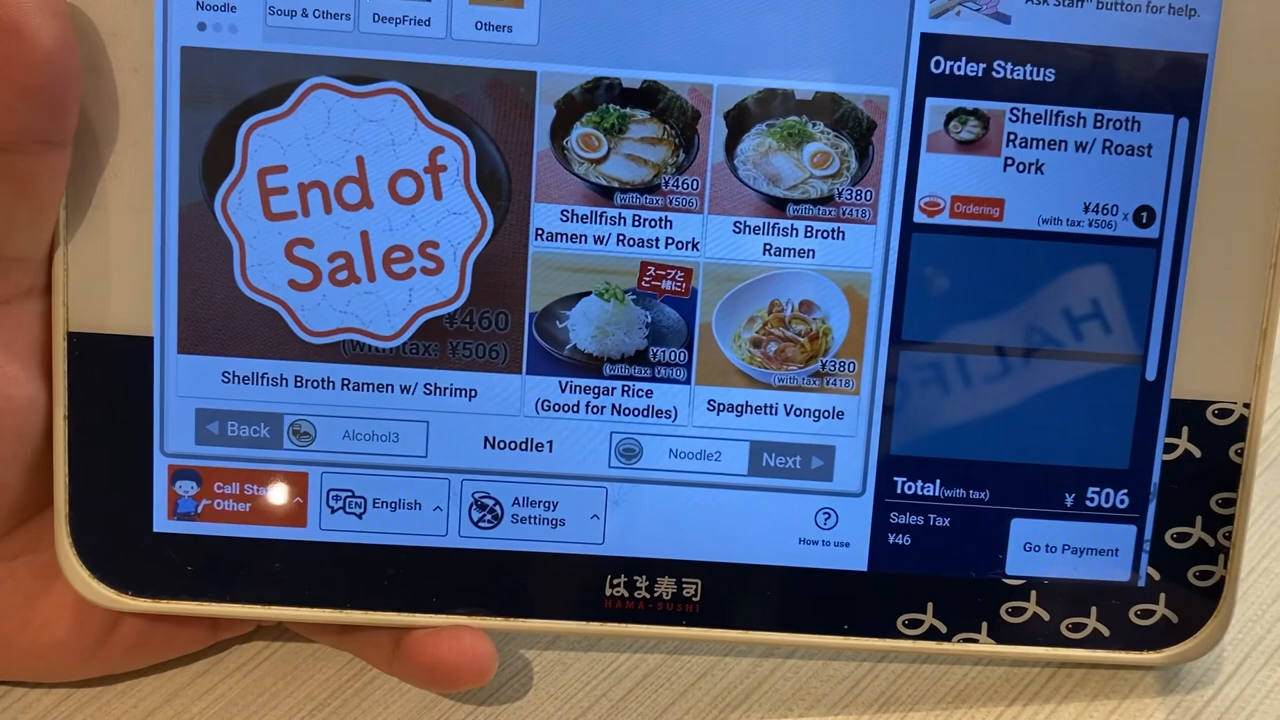 Noodle
Soup & Others
DeepFried
Others
Ask Staff" button for help.
End of
Sales
¥460
(with tax: ¥506)
Shellfish Broth Ramen w/ Shrimp
¥460
(with tax: ¥506)
Shellfish Broth
Ramen w/ Roast Pork
¥380
(with tax: ¥418)
Shellfish Broth
Ramen
スープと
ご一緒に!
¥100
(with tax: ¥110)
Vinegar Rice
(Good for Noodles)
¥380
(with tax: ¥418)
Spaghetti Vongole
Back
Alcohol3
Noodle1
Noodle2
Next
Call Sta
Other
中 EN
English
Allergy
Settings
?
How to use
Order Status
Shellfish Broth
Ramen w/ Roast
Pork
Ordering
¥460 x 1
(with tax: ¥506)
Total(with tax)
¥ 506
Sales Tax
¥46
Go to Payment
はま寿司
HAMA-SUSHI